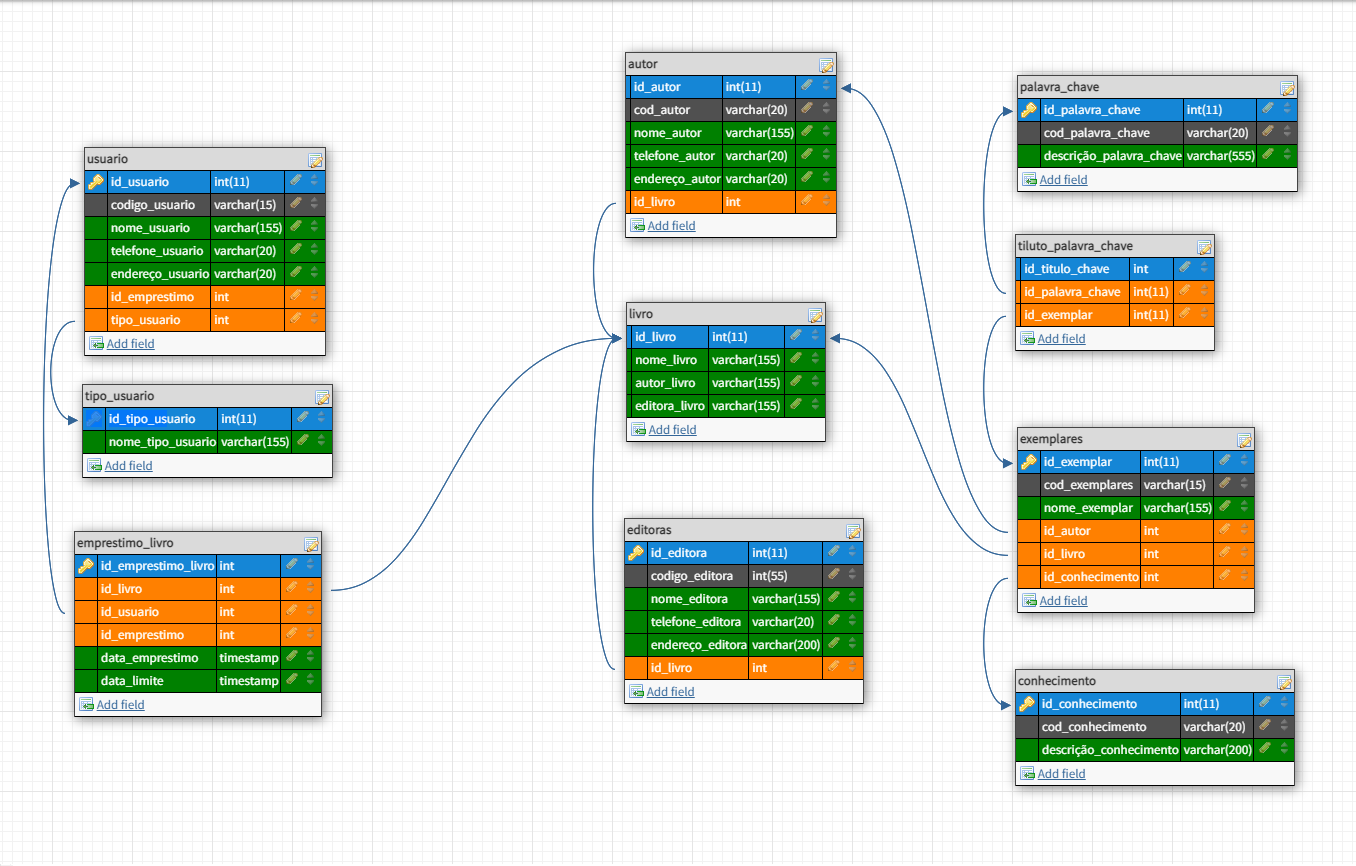 usuario
id_usuario int(11)
codigo_usuario varchar(15)
nome_usuario varchar(155)
telefone_usuario varchar(20)
endereço_usuario varchar(20)
id_emprestimo int
tipo_usuario int
Add field
tipo_usuario
id_tipo_usuario int(11)
nome_tipo_usuario varchar(155)
Add field
emprestimo_livro
id_emprestimo_livro int
id_livro int
id_usuario int
id_emprestimo int
data_emprestimo timestamp
data_limite timestamp
Add field
autor
id_autor int(11)
cod_autor varchar(20)
nome_autor varchar(155)
telefone_autor varchar(20)
endereço_autor varchar(20)
id_livro int
Add field
livro
id_livro int(11)
nome_livro varchar(155)
autor_livro varchar(155)
editora_livro varchar(155)
Add field
editoras
id_editora int(11)
codigo_editora int(55)
nome_editora varchar(155)
telefone_editora varchar(20)
endereço_editora varchar(200)
id_livro int
Add field
palavra_chave
id_palavra_chave int(11)
cod_palavra_chave varchar(20)
descrição_palavra_chave varchar(555)
Add field
tiluto_palavra_chave
id_titulo_chave int
id_palavra_chave int(11)
id_exemplar int(11)
Add field
exemplares
id_exemplar int(11)
cod_exemplares varchar(15)
nome_exemplar varchar(155)
id_autor int
id_livro int
id_conhecimento int
Add field
conhecimento
id_conhecimento int(11)
cod_conhecimento varchar(20)
descrição_conhecimento varchar(200)
Add field